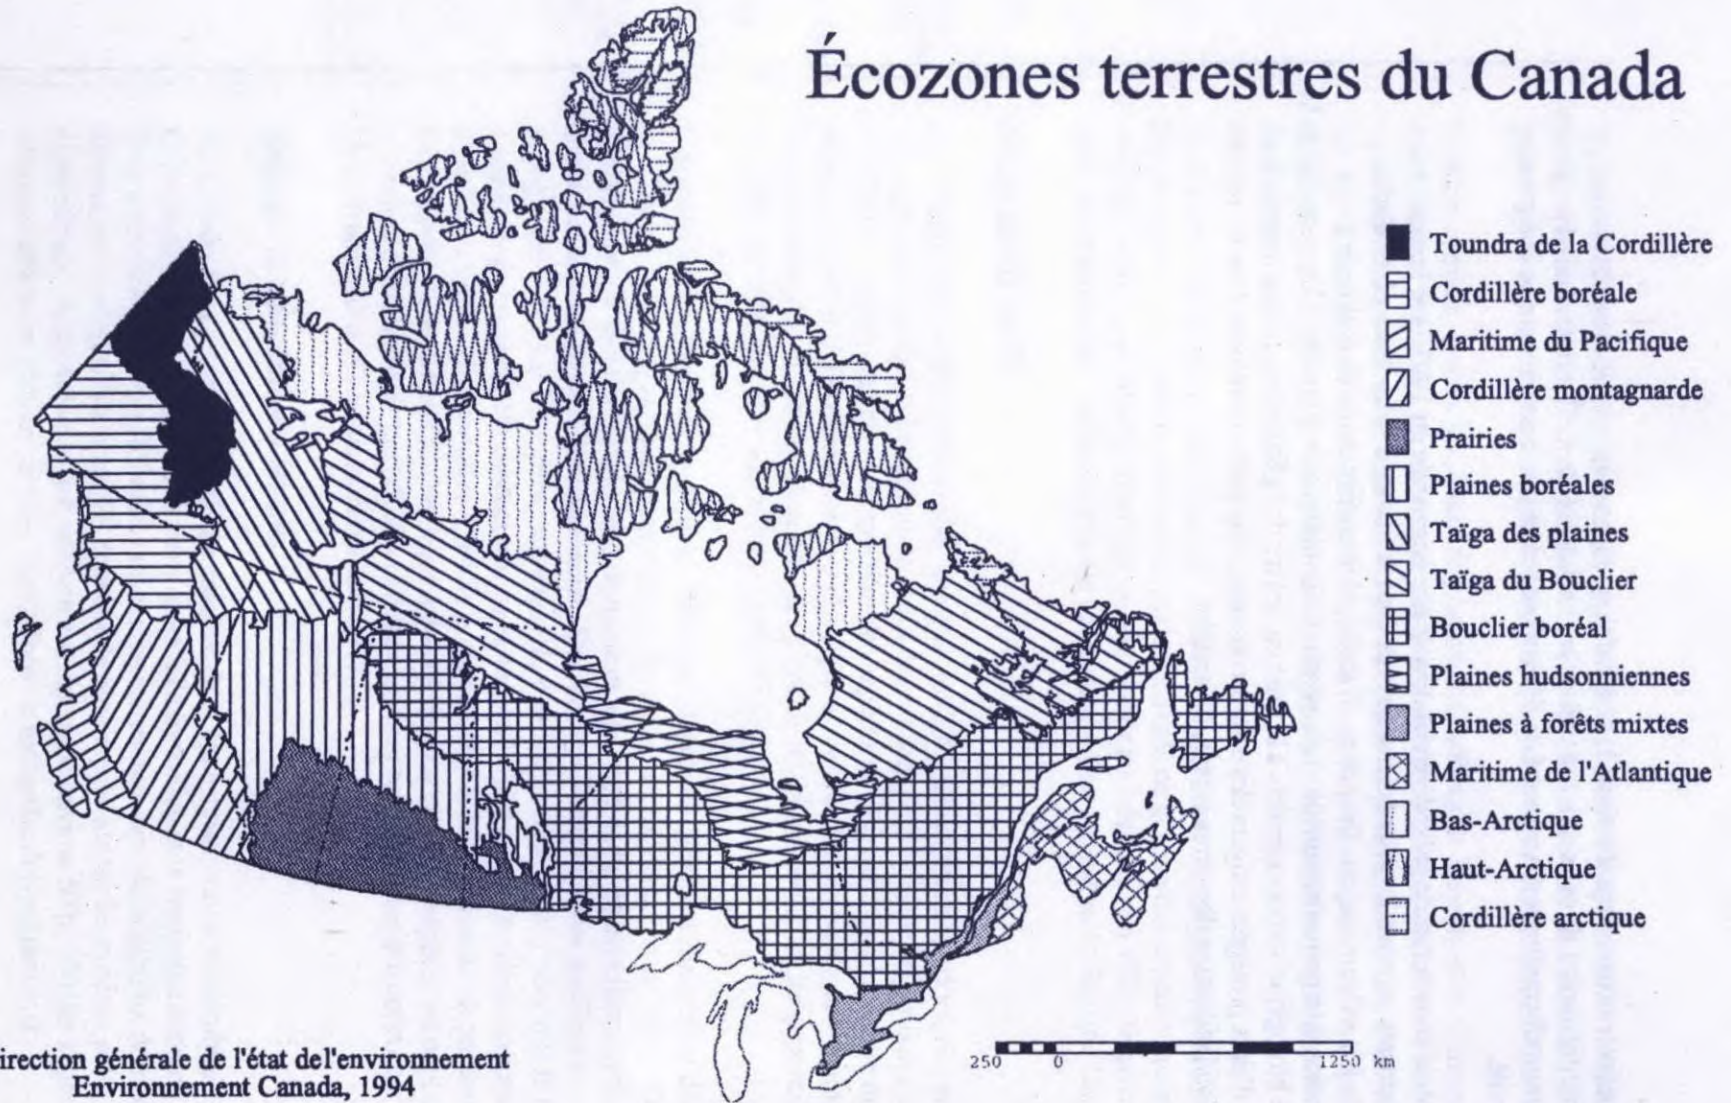 Écozones terrestres du Canada
Toundra de la Cordillère
Cordillère boréale
Maritime du Pacifique
Cordillère montagnarde
Prairies
Plaines boréales
Taïga des plaines
Taïga du Bouclier
Bouclier boréal
Plaines hudsonniennes
Plaines à forêts mixtes
Maritime de l'Atlantique
Bas-Arctique
Haut-Arctique
Cordillère arctique
250 0 1250 km
irection générale de l'état del'environnement
Environnement Canada, 1994